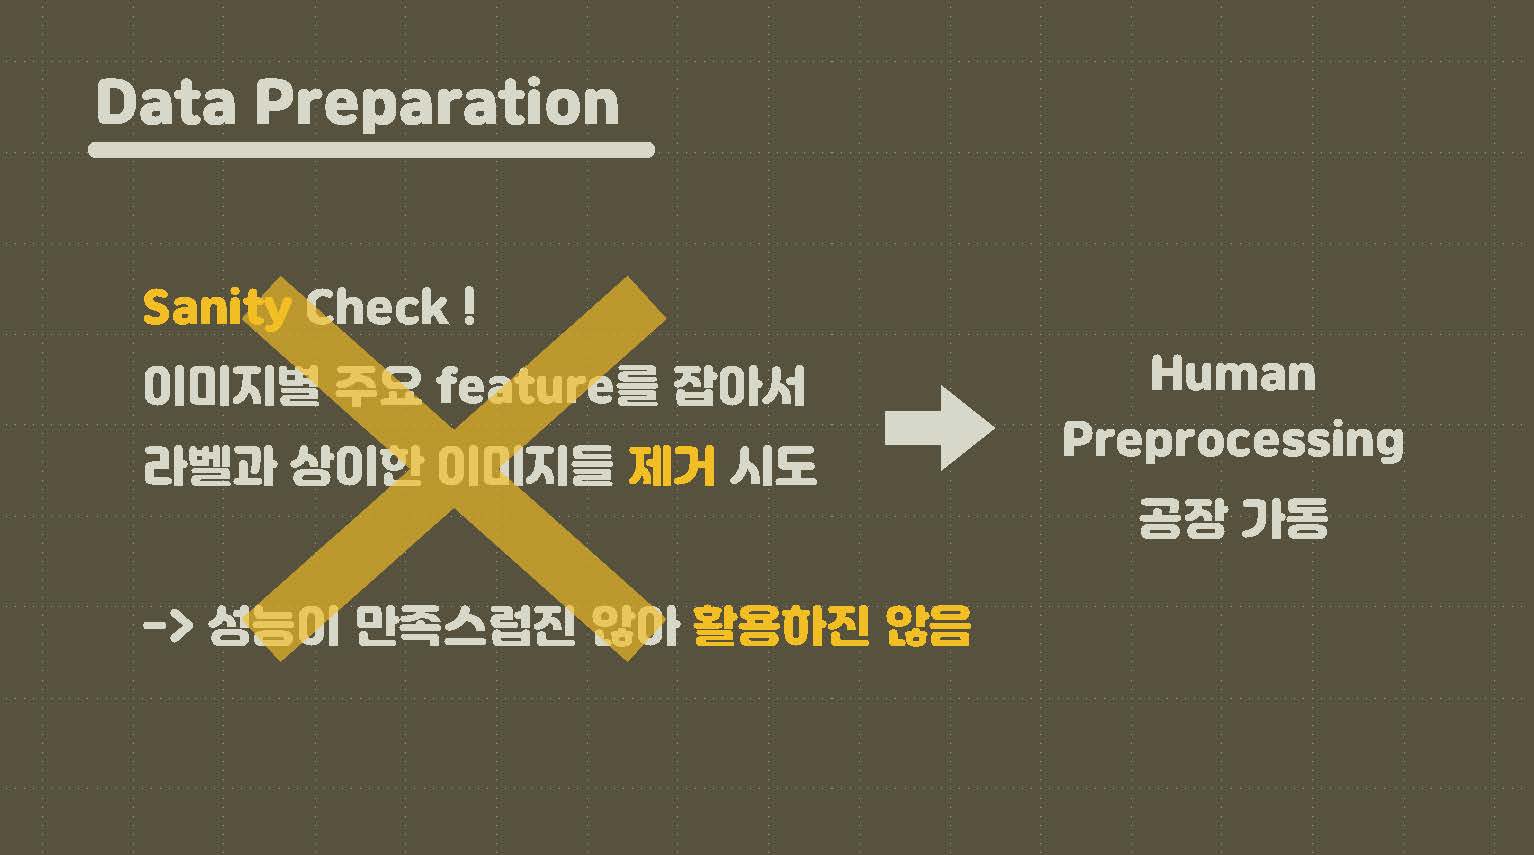 Data Preparation
Sanity Check !
이미지별 주요 feature를 잡아서
라벨과 상이한 이미지들 제거 시도
-> 성능이 만족스럽진 않아 활용하진 않음
Human
Preprocessing
공장 가동